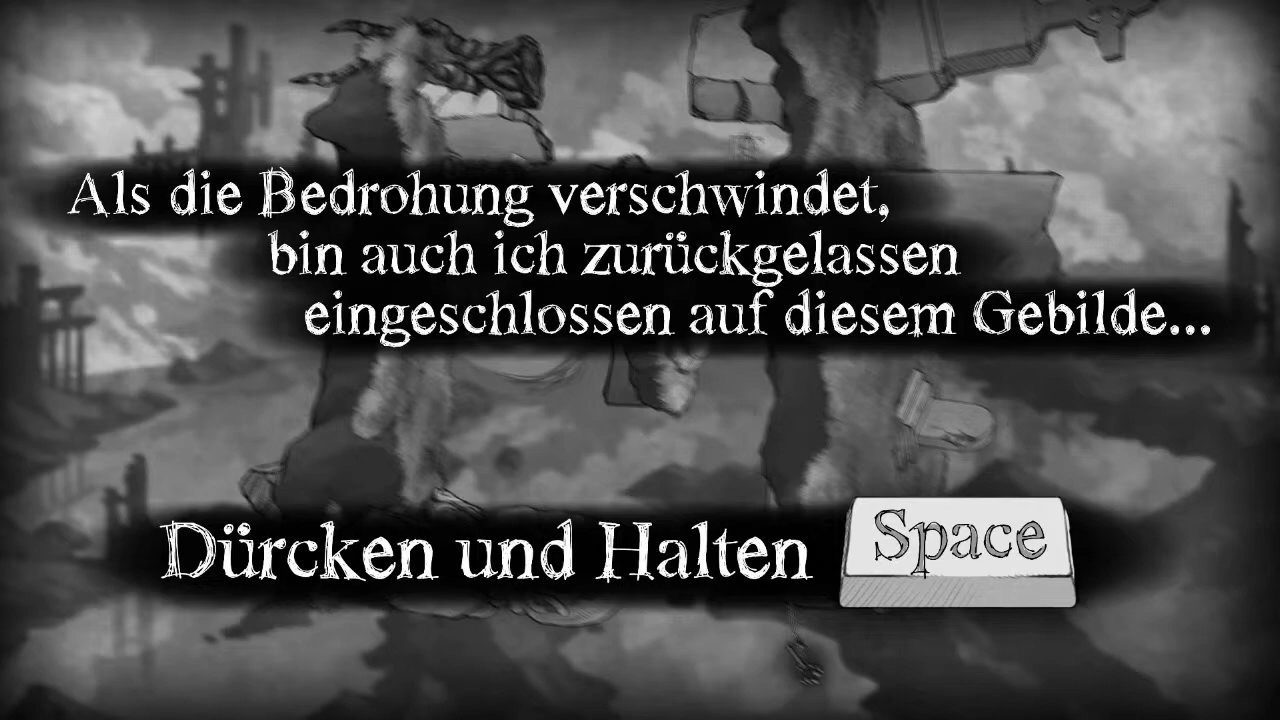 Als die Bedrohung verschwindet,
bin auch ich zurückgelassen
eingeschlossen auf diesem Gebilde...
Dürcken und Halten Space